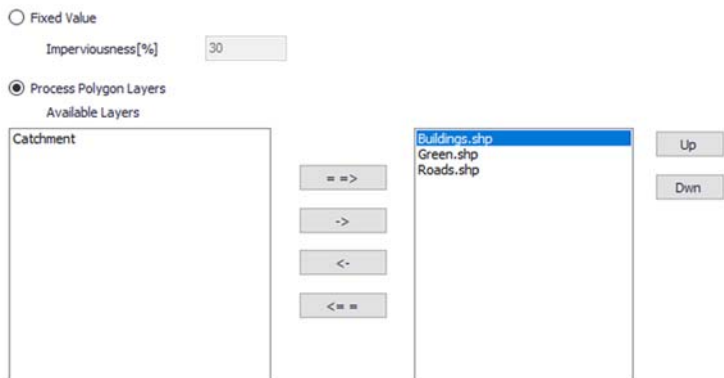 Fixed Value
Imperviousness[%] 30
Process Polygon Layers
Available Layers
Catchment
= =>
->
<-
<= =
Buildings.shp
Green.shp
Roads.shp
Up
Dwn